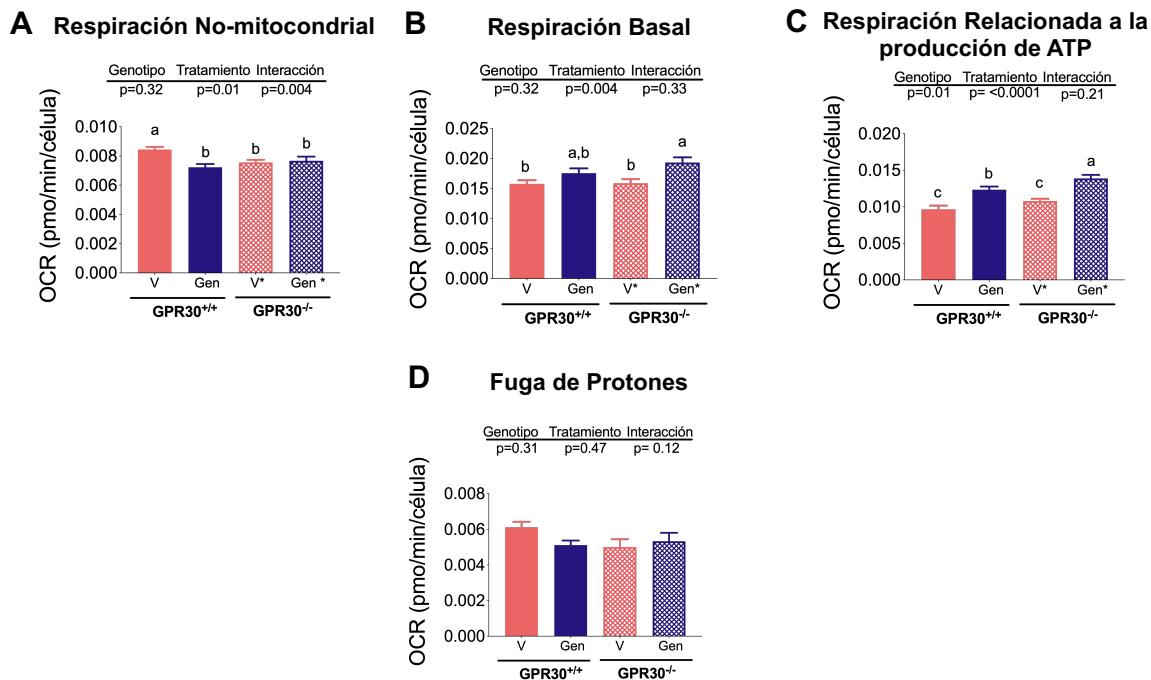 A Respiración No-mitocondrial
Genotipo Tratamiento Interacción
p=0.32 p=0.01 p=0.004
OCR (pmo/min/célula)
0.010
0.008
0.006
0.004
0.002
0.000
a
b
b
b
V Gen V* Gen *
GPR30+/+ GPR30-/-
B Respiración Basal
Genotipo Tratamiento Interacción
p=0.32 p=0.004 p=0.33
OCR (pmo/min/célula)
0.025
0.020
0.015
0.010
0.005
0.000
b
a,b
b
a
V Gen V* Gen*
GPR30+/+ GPR30-/-
C Respiración Relacionada a la
producción de ATP
Genotipo Tratamiento Interacción
p=0.01 p= <0.0001 p=0.21
OCR (pmo/min/célula)
0.020
0.015
0.010
0.005
0.000
c
b
c
a
V Gen V* Gen*
GPR30+/+ GPR30-/-
D Fuga de Protones
Genotipo Tratamiento Interacción
p=0.31 p=0.47 p= 0.12
OCR (pmo/min/célula)
0.008
0.006
0.004
0.002
0.000
V Gen V Gen
GPR30+/+ GPR30-/-